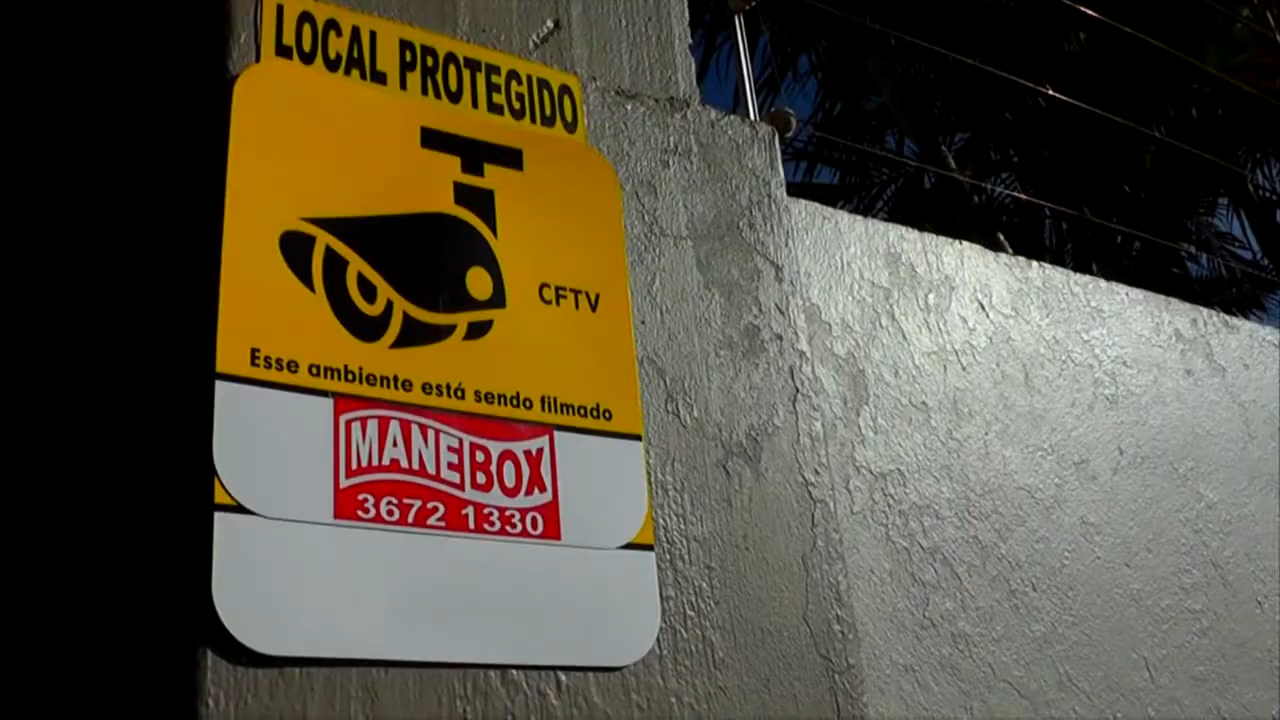 LOCAL PROTEGIDO
CFTV
Esse ambiente está sendo filmado
MANEBOX
3672 1330